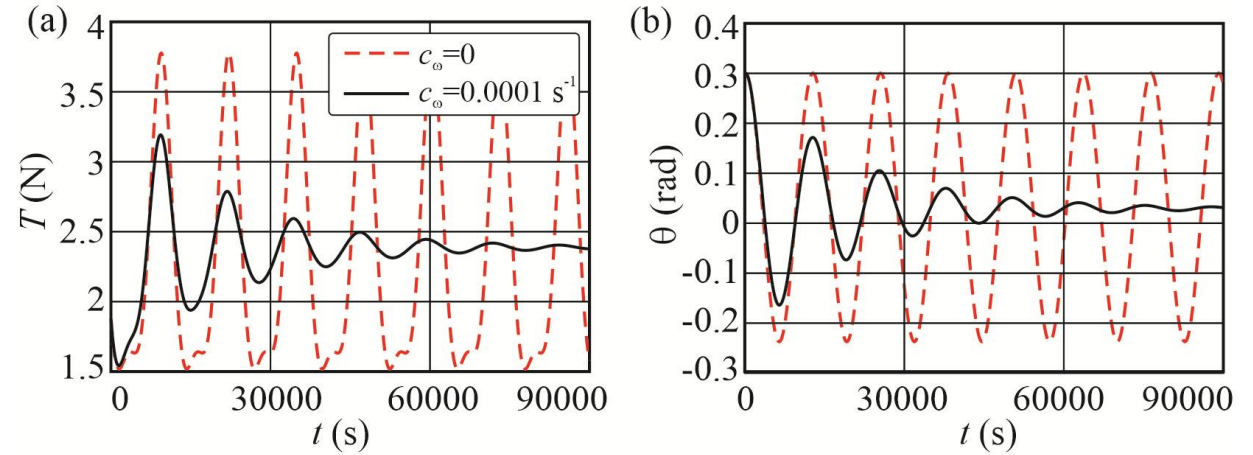 (a)
4
3.5
3
2.5
2
1.5
T (N)
c_ω=0
c_ω=0.0001 s⁻¹
0 30000 60000 90000
t (s)
(b)
0.4
0.3
0.2
0.1
0
-0.1
-0.2
-0.3
θ (rad)
0 30000 60000 90000
t (s)